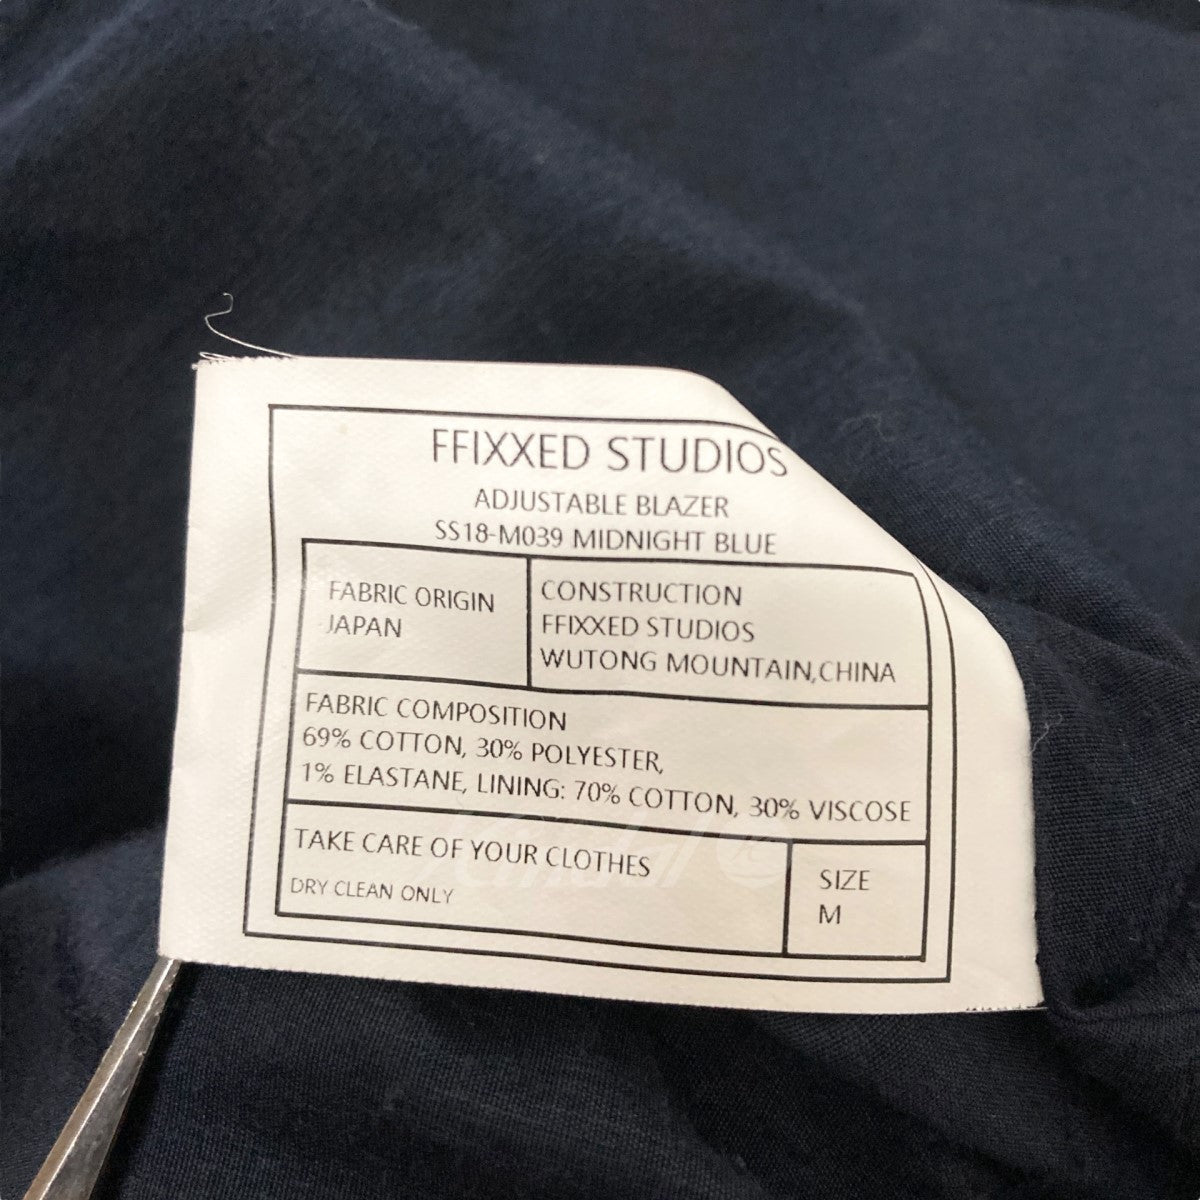 FFIXXED STUDIOS
ADJUSTABLE BLAZER
SS18-M039 MIDNIGHT BLUE
FABRIC ORIGIN
JAPAN
CONSTRUCTION
FFIXXED STUDIOS
WUTONG MOUNTAIN,CHINA
FABRIC COMPOSITION
69% COTTON, 30% POLYESTER,
1% ELASTANE, LINING: 70% COTTON, 30% VISCOSE
TAKE CARE OF YOUR CLOTHES
DRY CLEAN ONLY
SIZE
M